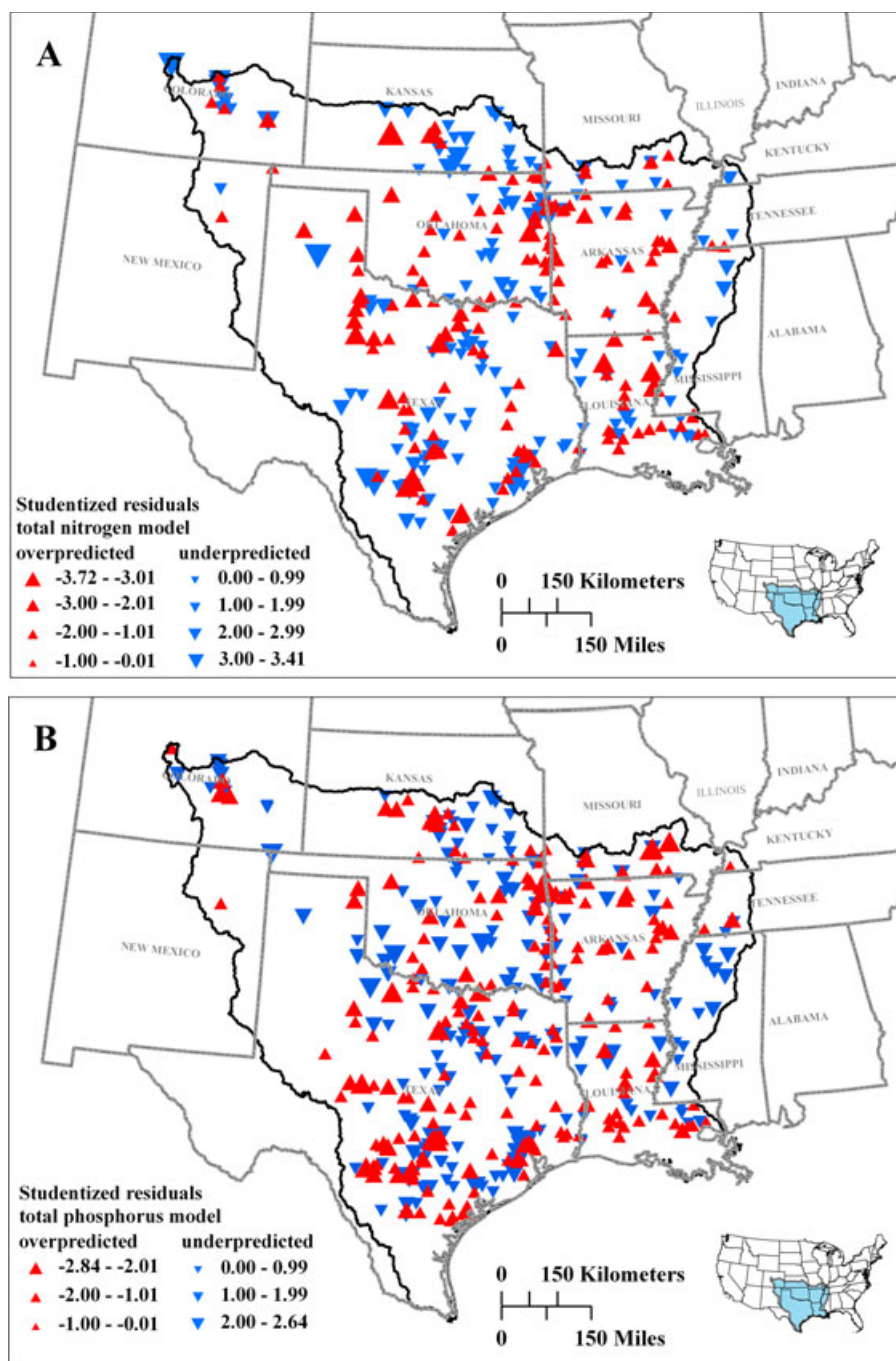 A
COLORADO
KANSAS
MISSOURI
ILLINOIS
INDIANA
KENTUCKY
TENNESSEE
OKLAHOMA
ARKANSAS
NEW MEXICO
ALABAMA
MISSISSIPPI
TEXAS
LOUISIANA
Studentized residuals
total nitrogen model
overpredicted underpredicted
-3.72 - -3.01 0.00 - 0.99
-3.00 - -2.01 1.00 - 1.99
-2.00 - -1.01 2.00 - 2.99
-1.00 - -0.01 3.00 - 3.41
0 150 Kilometers
0 150 Miles
B
COLORADO
KANSAS
MISSOURI
ILLINOIS
INDIANA
KENTUCKY
TENNESSEE
OKLAHOMA
ARKANSAS
NEW MEXICO
ALABAMA
MISSISSIPPI
TEXAS
LOUISIANA
Studentized residuals
total phosphorus model
overpredicted underpredicted
-2.84 - -2.01 0.00 - 0.99
-2.00 - -1.01 1.00 - 1.99
-1.00 - -0.01 2.00 - 2.64
0 150 Kilometers
0 150 Miles